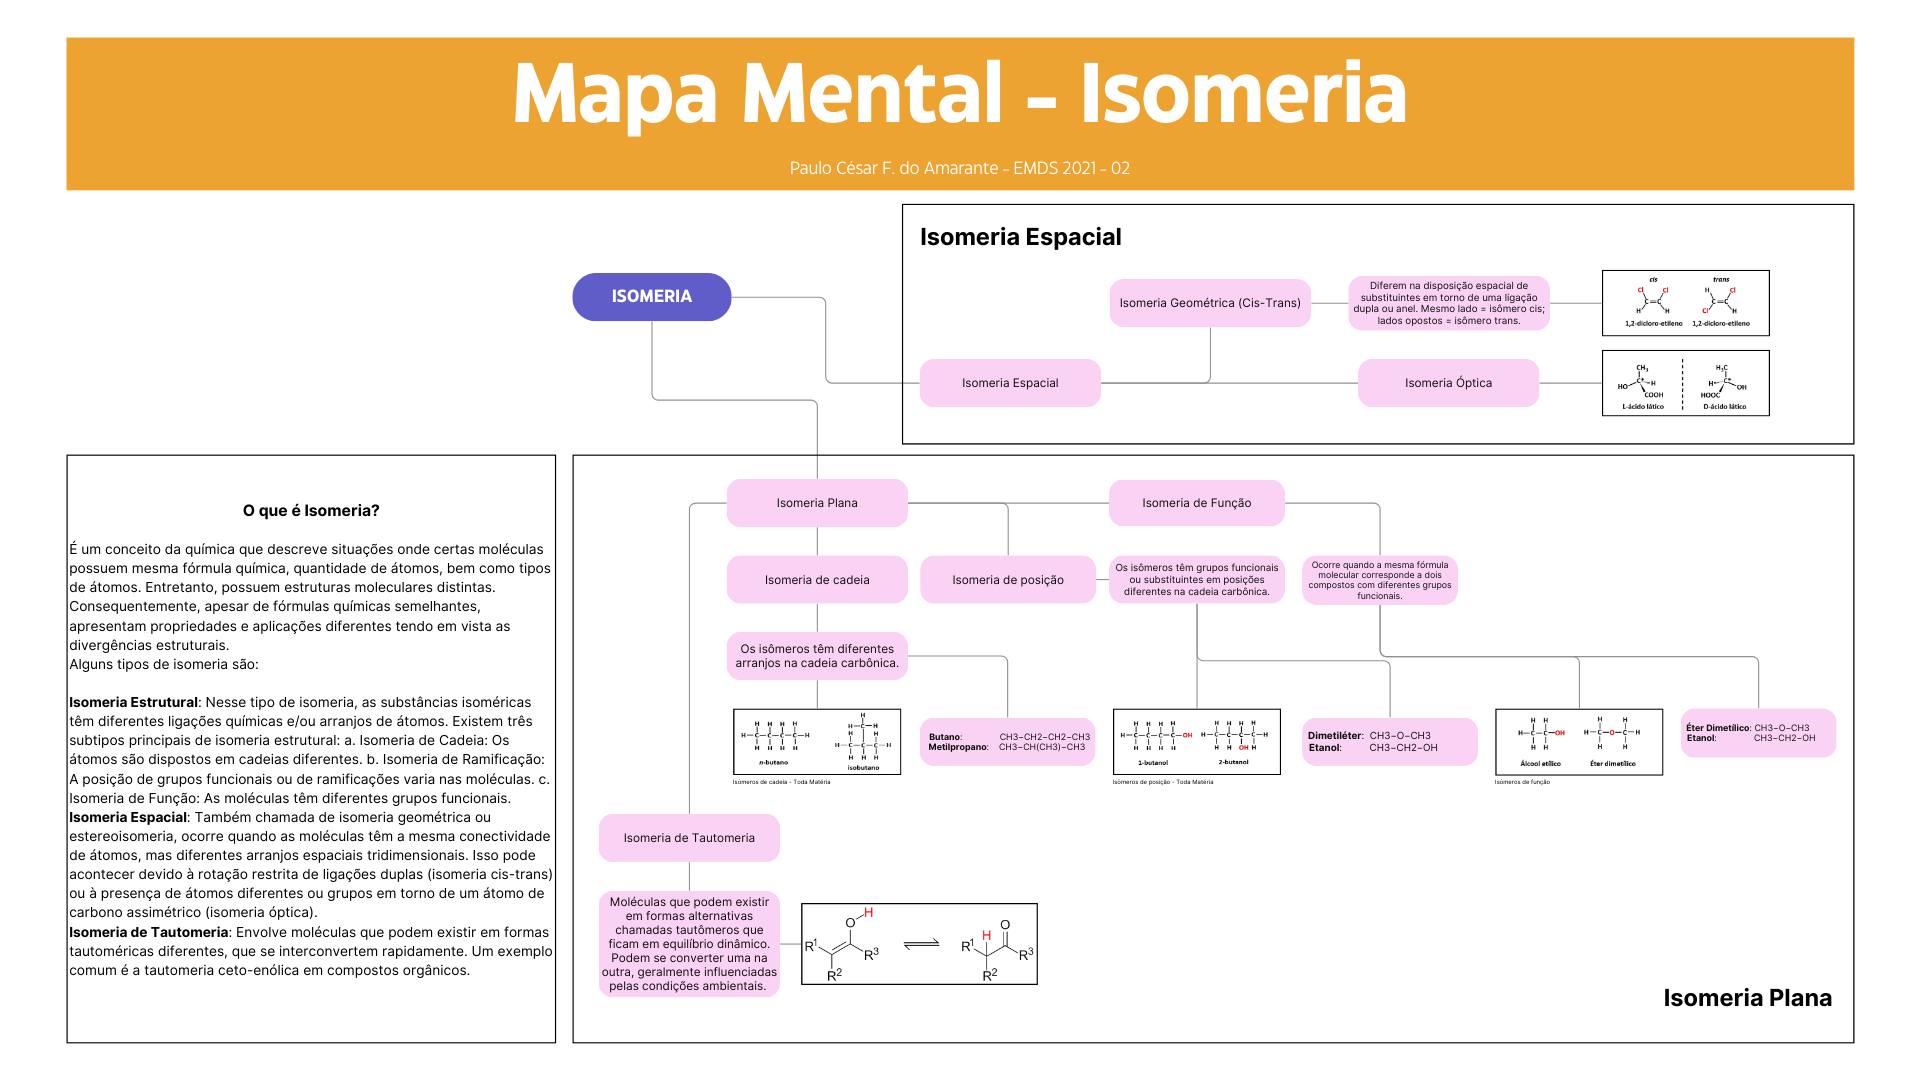 Mapa Mental - Isomeria
Paulo César F. do Amarante - EMDS 2021 - 02
Isomeria Espacial
ISOMERIA
Isomeria Geométrica (Cis-Trans)
Diferem na disposição espacial de
substituintes em torno de uma ligação
dupla ou anel. Mesmo lado = isômero cis;
lados opostos = isômero trans.
cis
trans
Cl Cl
C=C
H H
H Cl
C=C
Cl H
1,2-dicloro-etileno
1,2-dicloro-etileno
Isomeria Espacial
Isomeria Óptica
CH3
HO C* H
COOH
L-ácido lático
H3C
H C* OH
HOOC
D-ácido lático
O que é Isomeria?
É um conceito da química que descreve situações onde certas moléculas
possuem mesma fórmula química, quantidade de átomos, bem como tipos
de átomos. Entretanto, possuem estruturas moleculares distintas.
Consequentemente, apesar de fórmulas químicas semelhantes,
apresentam propriedades e aplicações diferentes tendo em vista as
divergências estruturais.
Alguns tipos de isomeria são:
Isomeria Estrutural: Nesse tipo de isomeria, as substâncias isoméricas
têm diferentes ligações químicas e/ou arranjos de átomos. Existem três
subtipos principais de isomeria estrutural: a. Isomeria de Cadeia: Os
átomos são dispostos em cadeias diferentes. b. Isomeria de Ramificação:
A posição de grupos funcionais ou de ramificações varia nas moléculas. c.
Isomeria de Função: As moléculas têm diferentes grupos funcionais.
Isomeria Espacial: Também chamada de isomeria geométrica ou
estereoisomeria, ocorre quando as moléculas têm a mesma conectividade
de átomos, mas diferentes arranjos espaciais tridimensionais. Isso pode
acontecer devido à rotação restrita de ligações duplas (isomeria cis-trans)
ou à presença de átomos diferentes ou grupos em torno de um átomo de
carbono assimétrico (isomeria óptica).
Isomeria de Tautomeria: Envolve moléculas que podem existir em formas
tautoméricas diferentes, que se interconvertem rapidamente. Um exemplo
comum é a tautomeria ceto-enólica em compostos orgânicos.
Isomeria Plana
Isomeria de Função
Isomeria de cadeia
Isomeria de posição
Os isômeros têm grupos funcionais
ou substituintes em posições
diferentes na cadeia carbônica.
Ocorre quando a mesma fórmula
molecular corresponde a dois
compostos com diferentes grupos
funcionais.
Os isômeros têm diferentes
arranjos na cadeia carbônica.
H H H H
H-C-C-C-C-H
H H H H
n-butano
H
H-C-H
H H
H-C-C-C-H
H H H
isobutano
Isômeros de cadeia - Toda Matéria
Butano: CH3-CH2-CH2-CH3
Metilpropano: CH3-CH(CH3)-CH3
H H H H
H-C-C-C-C-OH
H H H H
1-butanol
H H H H
H-C-C-C-C-H
H H OH H
2-butanol
Isômeros de posição - Toda Matéria
Dimetiléter: CH3-O-CH3
Etanol: CH3-CH2-OH
H H
H-C-C-OH
H H
Álcool etílico
H H
H-C-O-C-H
H H
Éter dimetílico
Isômeros de função
Éter Dimetílico: CH3-O-CH3
Etanol: CH3-CH2-OH
Isomeria de Tautomeria
Moléculas que podem existir
em formas alternativas
chamadas tautômeros que
ficam em equilíbrio dinâmico.
Podem se converter uma na
outra, geralmente influenciadas
pelas condições ambientais.
O H
R1 R3
R2
H O
R1 R3
R2
Isomeria Plana